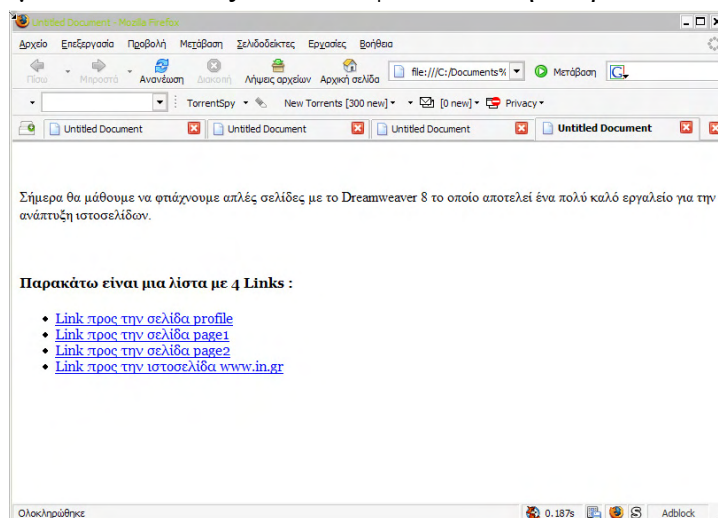 Untitled Document - Mozilla Firefox
Αρχείο Επεξεργασία Προβολή Μετάβαση Σελιδοδείκτες Εργασίες Βοήθεια
Πίσω Μπροστά Ανανέωση Διακοπή Λήψεις αρχείων Αρχική σελίδα file:///C:/Documents% Μετάβαση G
TorrentSpy New Torrents [300 new] [0 new] Privacy
Untitled Document Untitled Document Untitled Document Untitled Document
Σήμερα θα μάθουμε να φτιάχνουμε απλές σελίδες με το Dreamweaver 8 το οποίο αποτελεί ένα πολύ καλό εργαλείο για την
ανάπτυξη ιστοσελίδων.
Παρακάτω είναι μια λίστα με 4 Links :
Link προς την σελίδα profile
Link προς την σελίδα page1
Link προς την σελίδα page2
Link προς την ιστοσελίδα www.in.gr
Ολοκληρώθηκε 0.187s S Adblock